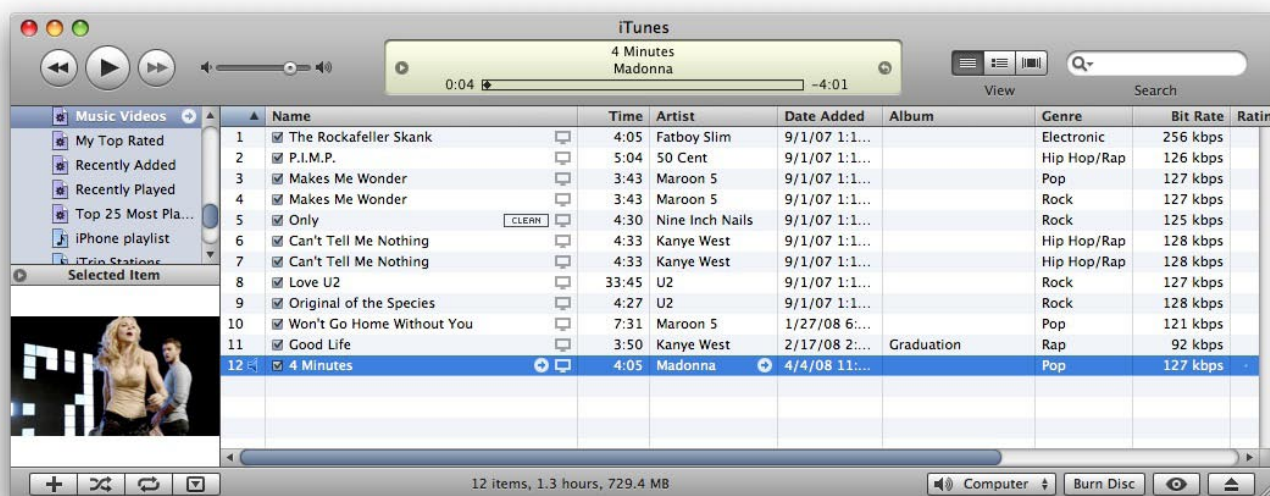 iTunes
4 Minutes
Madonna
0:04 -4:01
View Search
Music Videos
My Top Rated
Recently Added
Recently Played
Top 25 Most Pla...
iPhone playlist
iTrip Stations
Selected Item
Name Time Artist Date Added Album Genre Bit Rate Ratin
1 The Rockafeller Skank 4:05 Fatboy Slim 9/1/07 1:1... Electronic 256 kbps
2 P.I.M.P. 5:04 50 Cent 9/1/07 1:1... Hip Hop/Rap 126 kbps
3 Makes Me Wonder 3:43 Maroon 5 9/1/07 1:1... Pop 127 kbps
4 Makes Me Wonder 3:43 Maroon 5 9/1/07 1:1... Rock 127 kbps
5 Only CLEAN 4:30 Nine Inch Nails 9/1/07 1:1... Rock 125 kbps
6 Can't Tell Me Nothing 4:33 Kanye West 9/1/07 1:1... Hip Hop/Rap 128 kbps
7 Can't Tell Me Nothing 4:33 Kanye West 9/1/07 1:1... Hip Hop/Rap 128 kbps
8 Love U2 33:45 U2 9/1/07 1:1... Rock 127 kbps
9 Original of the Species 4:27 U2 9/1/07 1:1... Rock 128 kbps
10 Won't Go Home Without You 7:31 Maroon 5 1/27/08 6:... Pop 121 kbps
11 Good Life 3:50 Kanye West 2/17/08 2:... Graduation Rap 92 kbps
12 4 Minutes 4:05 Madonna 4/4/08 11:... Pop 127 kbps
12 items, 1.3 hours, 729.4 MB
Computer Burn Disc